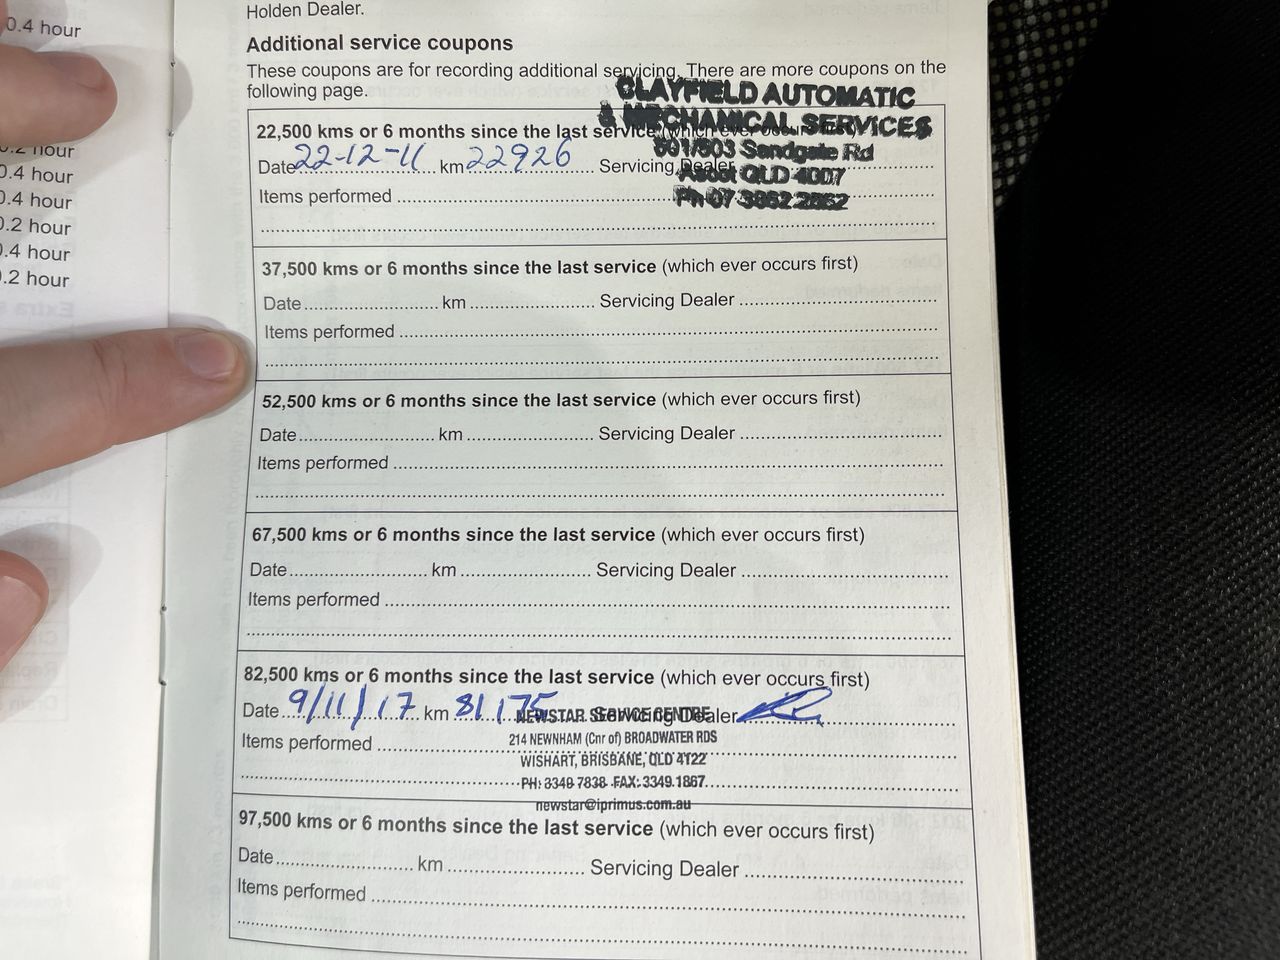 0.4 hour
0.2 hour
0.4 hour
0.4 hour
0.2 hour
0.4 hour
0.2 hour
Holden Dealer.
Additional service coupons
These coupons are for recording additional servicing. There are more coupons on the
following page.
CLAYFIELD AUTOMATIC
& MECHANICAL SERVICES
601/603 Sandgate Rd
Ascot QLD 4007
Ph 07 3862 2862
22,500 kms or 6 months since the last service (which ever occurs first)
Date 22-12-11 km 22926 Servicing Dealer
Items performed
37,500 kms or 6 months since the last service (which ever occurs first)
Date km Servicing Dealer
Items performed
52,500 kms or 6 months since the last service (which ever occurs first)
Date km Servicing Dealer
Items performed
67,500 kms or 6 months since the last service (which ever occurs first)
Date km Servicing Dealer
Items performed
82,500 kms or 6 months since the last service (which ever occurs first)
Date 9/11/17 km 81175 Servicing Dealer
Items performed
NEWSTAR SERVICE CENTRE
214 NEWNHAM (Cnr of) BROADWATER RDS
WISHART, BRISBANE, QLD 4122
PH: 3349 7838 FAX: 3349 1867
newstar@iprimus.com.au
97,500 kms or 6 months since the last service (which ever occurs first)
Date km Servicing Dealer
Items performed